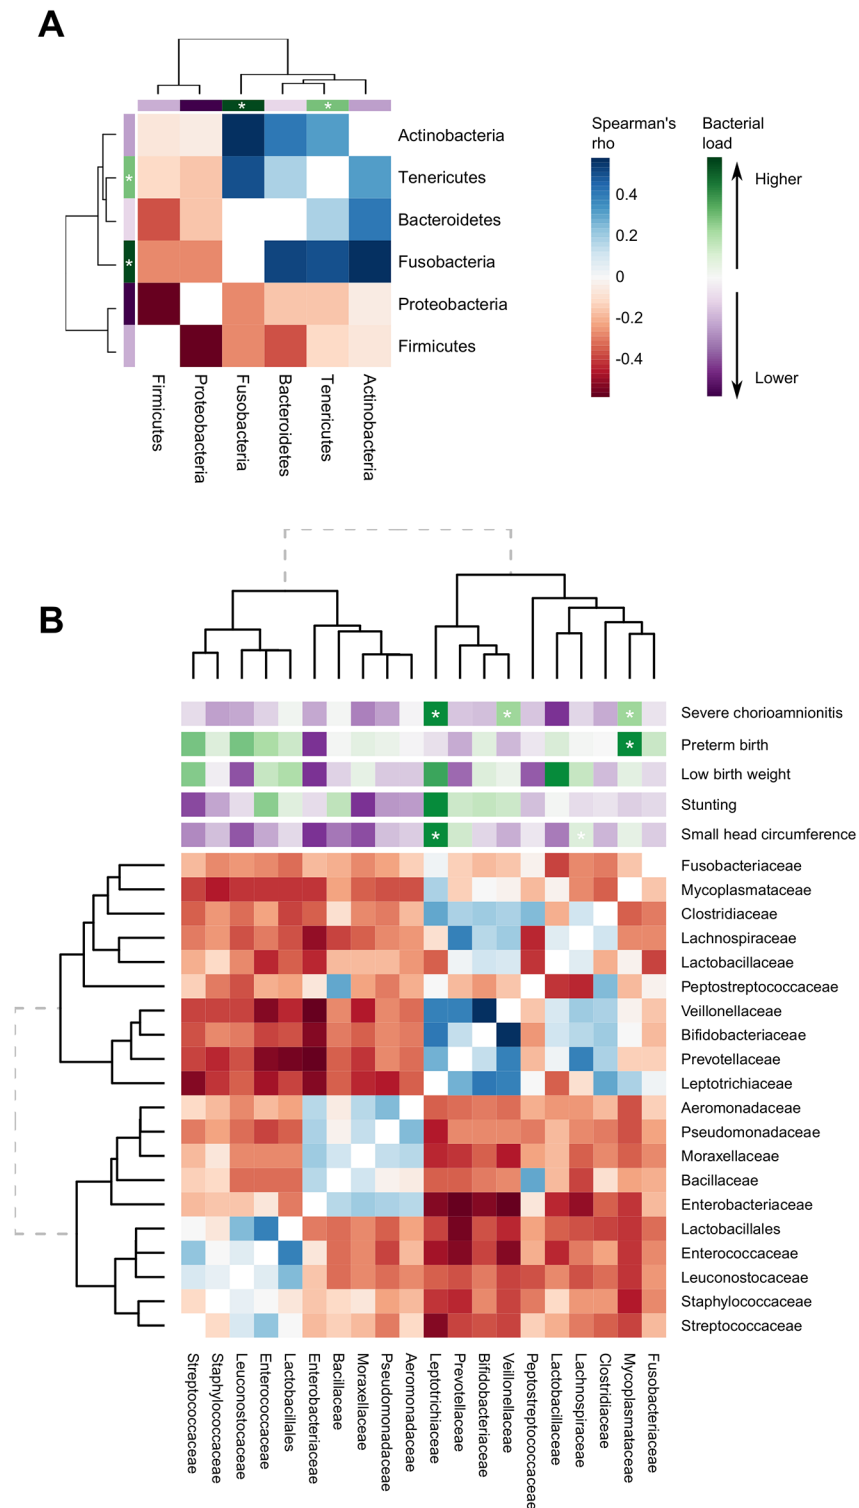 A
*
*
Spearman's
rho
Bacterial
load
Actinobacteria
*
Tenericutes
Bacteroidetes
*
Fusobacteria
Proteobacteria
Firmicutes
0.4
0.2
0
-0.2
-0.4
Higher
Lower
Firmicutes
Proteobacteria
Fusobacteria
Bacteroidetes
Tenericutes
Actinobacteria
B
* * * Severe chorioamnionitis
* Preterm birth
Low birth weight
Stunting
* * Small head circumference
Fusobacteriaceae
Mycoplasmataceae
Clostridiaceae
Lachnospiraceae
Lactobacillaceae
Peptostreptococcaceae
Veillonellaceae
Bifidobacteriaceae
Prevotellaceae
Leptotrichiaceae
Aeromonadaceae
Pseudomonadaceae
Moraxellaceae
Bacillaceae
Enterobacteriaceae
Lactobacillales
Enterococcaceae
Leuconostocaceae
Staphylococcaceae
Streptococcaceae
Streptococcaceae
Staphylococcaceae
Leuconostocaceae
Enterococcaceae
Lactobacillales
Enterobacteriaceae
Bacillaceae
Moraxellaceae
Pseudomonadaceae
Aeromonadaceae
Leptotrichiaceae
Prevotellaceae
Bifidobacteriaceae
Veillonellaceae
Peptostreptococcaceae
Lactobacillaceae
Lachnospiraceae
Clostridiaceae
Mycoplasmataceae
Fusobacteriaceae